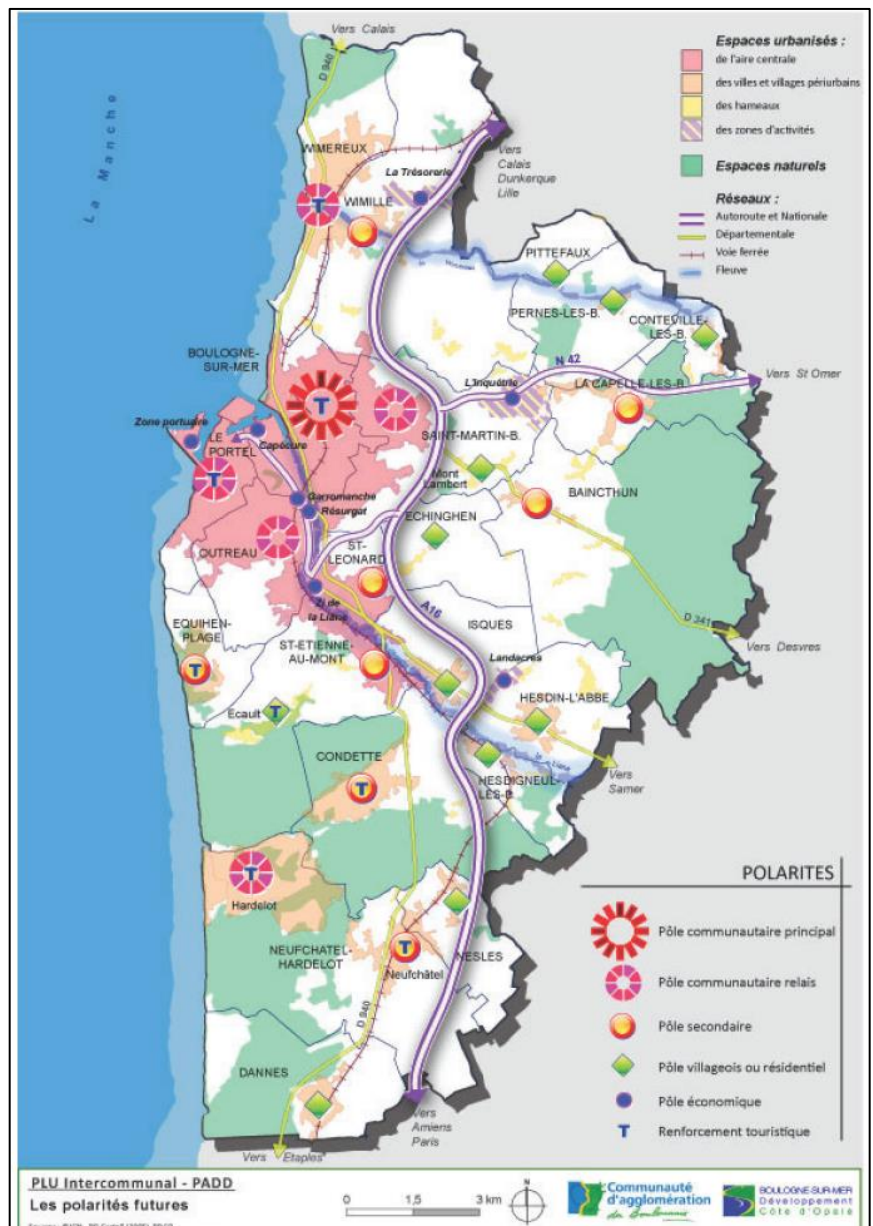 Vers Calais
D 940
La Manche
Espaces urbanisés :
de l'aire centrale
des villes et villages périurbains
des hameaux
des zones d'activités
Espaces naturels
Réseaux :
Autoroute et Nationale
Départementale
Voie ferrée
Fleuve
WIMEREUX
La Trésorerie
Vers
Calais
Dunkerque
Lille
T
WIMILLE
PITTEFAUX
PERNES-LES-B.
CONTEVILLE-
LES-B.
BOULOGNE-
SUR-MER
N 42
Vers St Omer
L'Inquétrie
LA CAPELLE-LES-B.
T
Zone portuaire
LE
PORTEL
Capécure
SAINT-MARTIN-B.
Mont
Lambert
T
BAINCTHUN
Garromanche
Résurgat
ECHINGHEN
OUTREAU
ST-
LEONARD
A16
ZI de
la Liane
ISQUES
D 341
Vers Desvres
EQUIHEN-
PLAGE
ST-ETIENNE-
AU-MONT
Landacres
T
HESDIN-L'ABBE
Ecault
T
la Liane
CONDETTE
HESDIGNEUL-
LES-B.
Vers
Samer
T
T
Hardelot
POLARITES
Pôle communautaire principal
Pôle communautaire relais
Pôle secondaire
Pôle villageois ou résidentiel
Pôle économique
T Renforcement touristique
NEUFCHATEL-
HARDELOT
T
Neufchâtel
NESLES
D 940
DANNES
Vers
Amiens
Paris
Vers Etaples
PLU Intercommunal - PADD
Les polarités futures
0 1,5 3 km
N
Communauté
d'agglomération
du Boulonnais
BOULOGNE-SUR-MER
Développement
Côte d'Opale